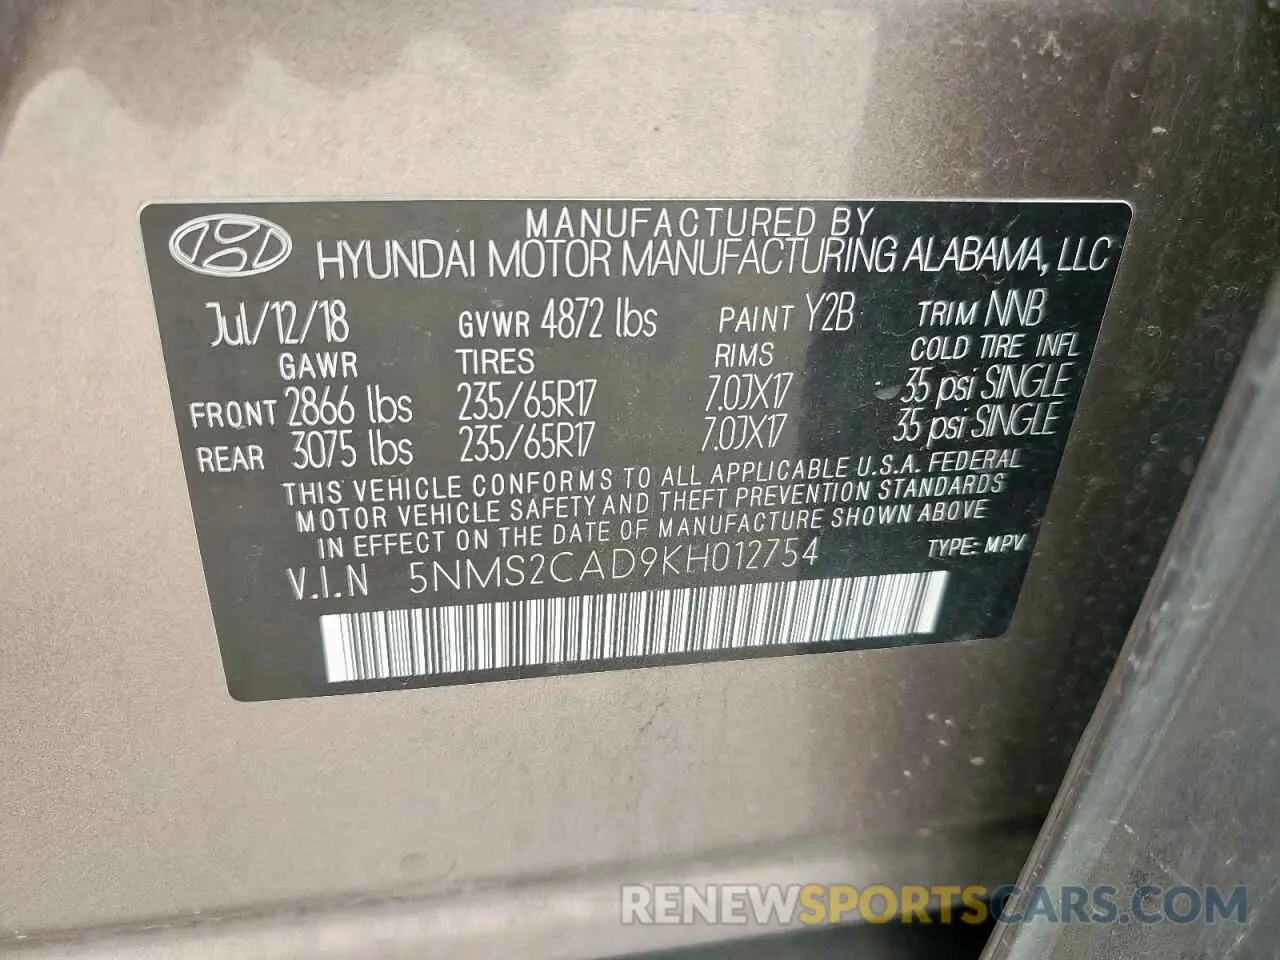 MANUFACTURED BY
HYUNDAI MOTOR MANUFACTURING ALABAMA, LLC
Jul/12/18 GVWR 4872 lbs PAINT Y2B TRIM NNB
GAWR TIRES RIMS COLD TIRE INFL
FRONT 2866 lbs 235/65R17 7.0JX17 35 psi SINGLE
REAR 3075 lbs 235/65R17 7.0JX17 35 psi SINGLE
THIS VEHICLE CONFORMS TO ALL APPLICABLE U.S.A. FEDERAL
MOTOR VEHICLE SAFETY AND THEFT PREVENTION STANDARDS
IN EFFECT ON THE DATE OF MANUFACTURE SHOWN ABOVE
V.I.N 5NMS2CAD9KH012754 TYPE: MPV
RENEWSPORTSCARS.COM